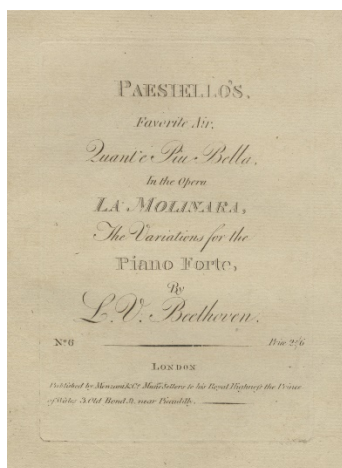 PAESIELLO'S,
Favorite Air,
Quant'e Piu Bella,
In the Opera
LA MOLINARA,
The Variations for the
Piano Forte,
By
L. V. Beethoven.
No 6 Price 2/6
LONDON
Published by Monzani & Co Music Sellers to his Royal Highness the Prince
of Wales 3 Old Bond St near Piccadilly